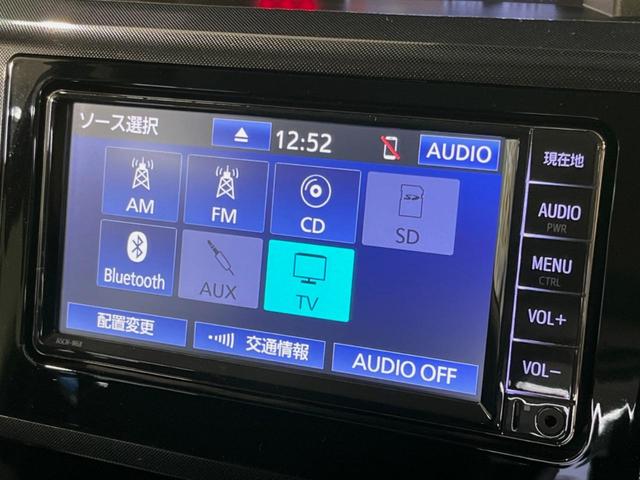 ソース選択
12:52
AUDIO
AM
FM
CD
SD
Bluetooth
AUX
TV
配置変更
交通情報
AUDIO OFF
現在地
AUDIO
PWR
MENU
CTRL
VOL+
VOL−